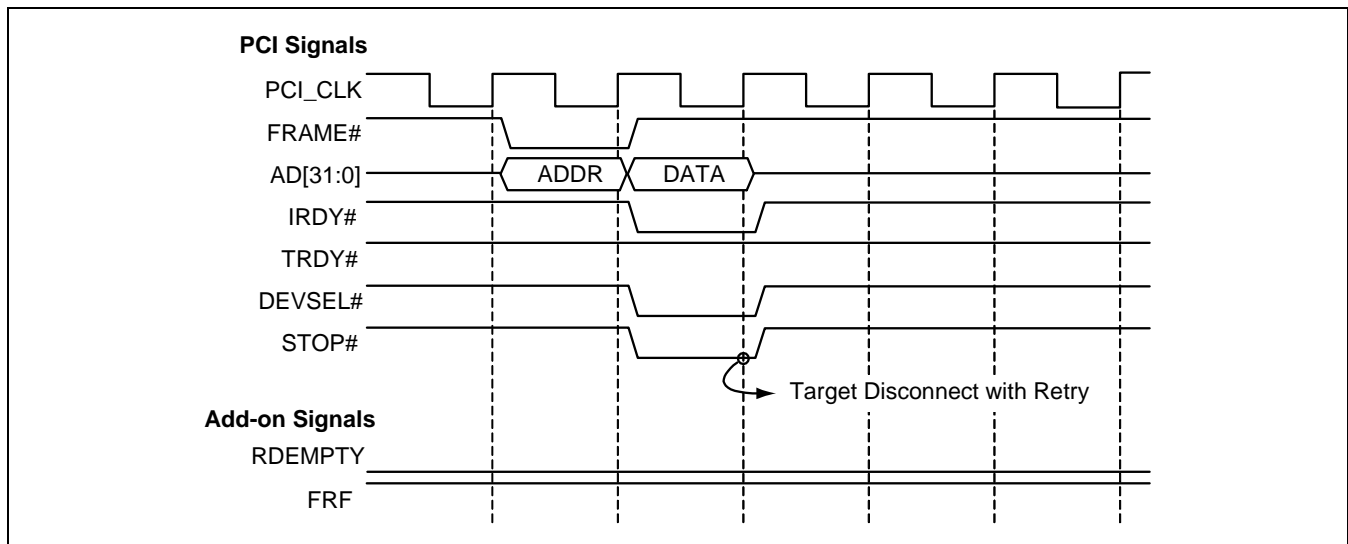 PCI Signals
PCI_CLK
FRAME#
AD[31:0] ADDR DATA
IRDY#
TRDY#
DEVSEL#
STOP#
Target Disconnect with Retry
Add-on Signals
RDEMPTY
FRF